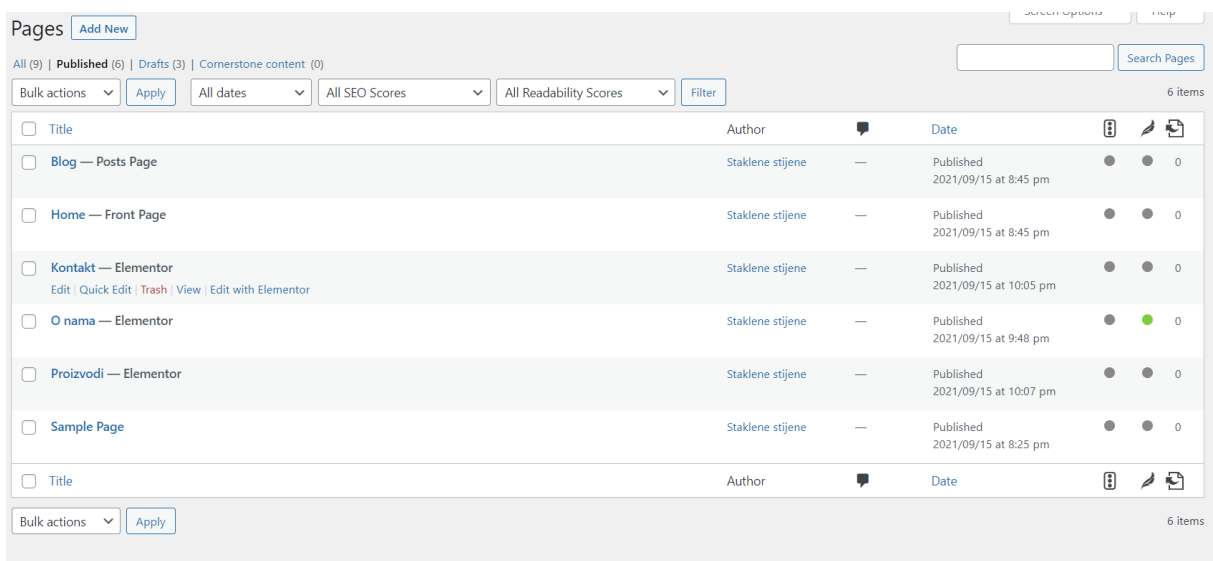 Screen Options Help
Pages Add New
All (9) | Published (6) | Drafts (3) | Cornerstone content (0)
Search Pages
Bulk actions Apply All dates All SEO Scores All Readability Scores Filter 6 items
Title Author Date
Blog — Posts Page Staklene stijene — Published 0
2021/09/15 at 8:45 pm
Home — Front Page Staklene stijene — Published 0
2021/09/15 at 8:45 pm
Kontakt — Elementor Staklene stijene — Published 0
Edit | Quick Edit | Trash | View | Edit with Elementor 2021/09/15 at 10:05 pm
O nama — Elementor Staklene stijene — Published 0
2021/09/15 at 9:48 pm
Proizvodi — Elementor Staklene stijene — Published 0
2021/09/15 at 10:07 pm
Sample Page Staklene stijene — Published 0
2021/09/15 at 8:25 pm
Title Author Date
Bulk actions Apply 6 items